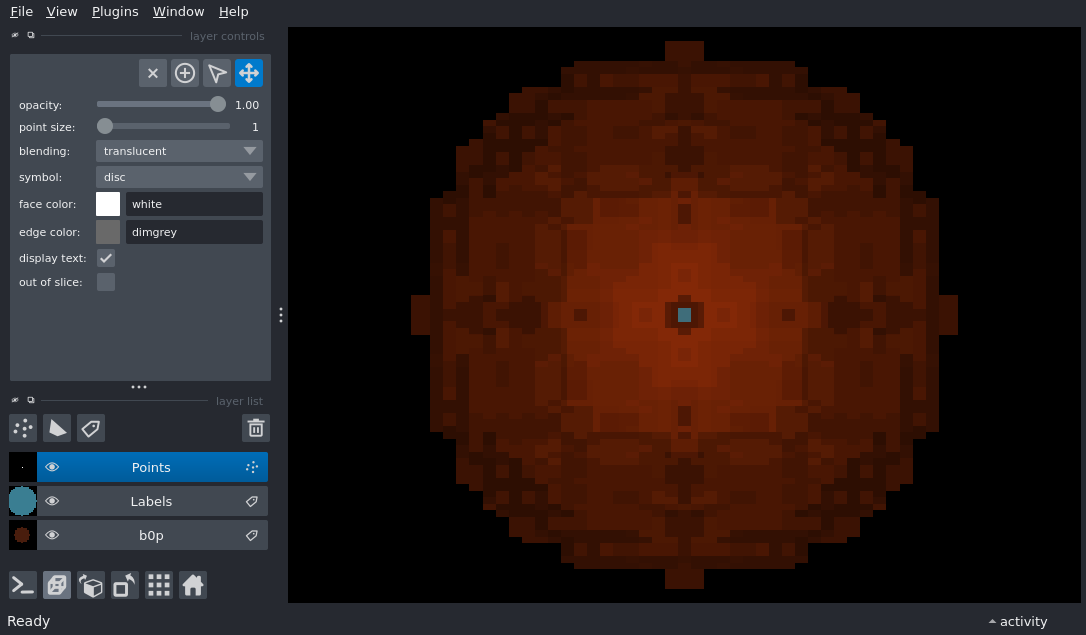 File View Plugins Window Help
layer controls
opacity: 1.00
point size: 1
blending: translucent
symbol: disc
face color: white
edge color: dimgrey
display text:
out of slice:
layer list
Points
Labels
b0p
Ready
activity